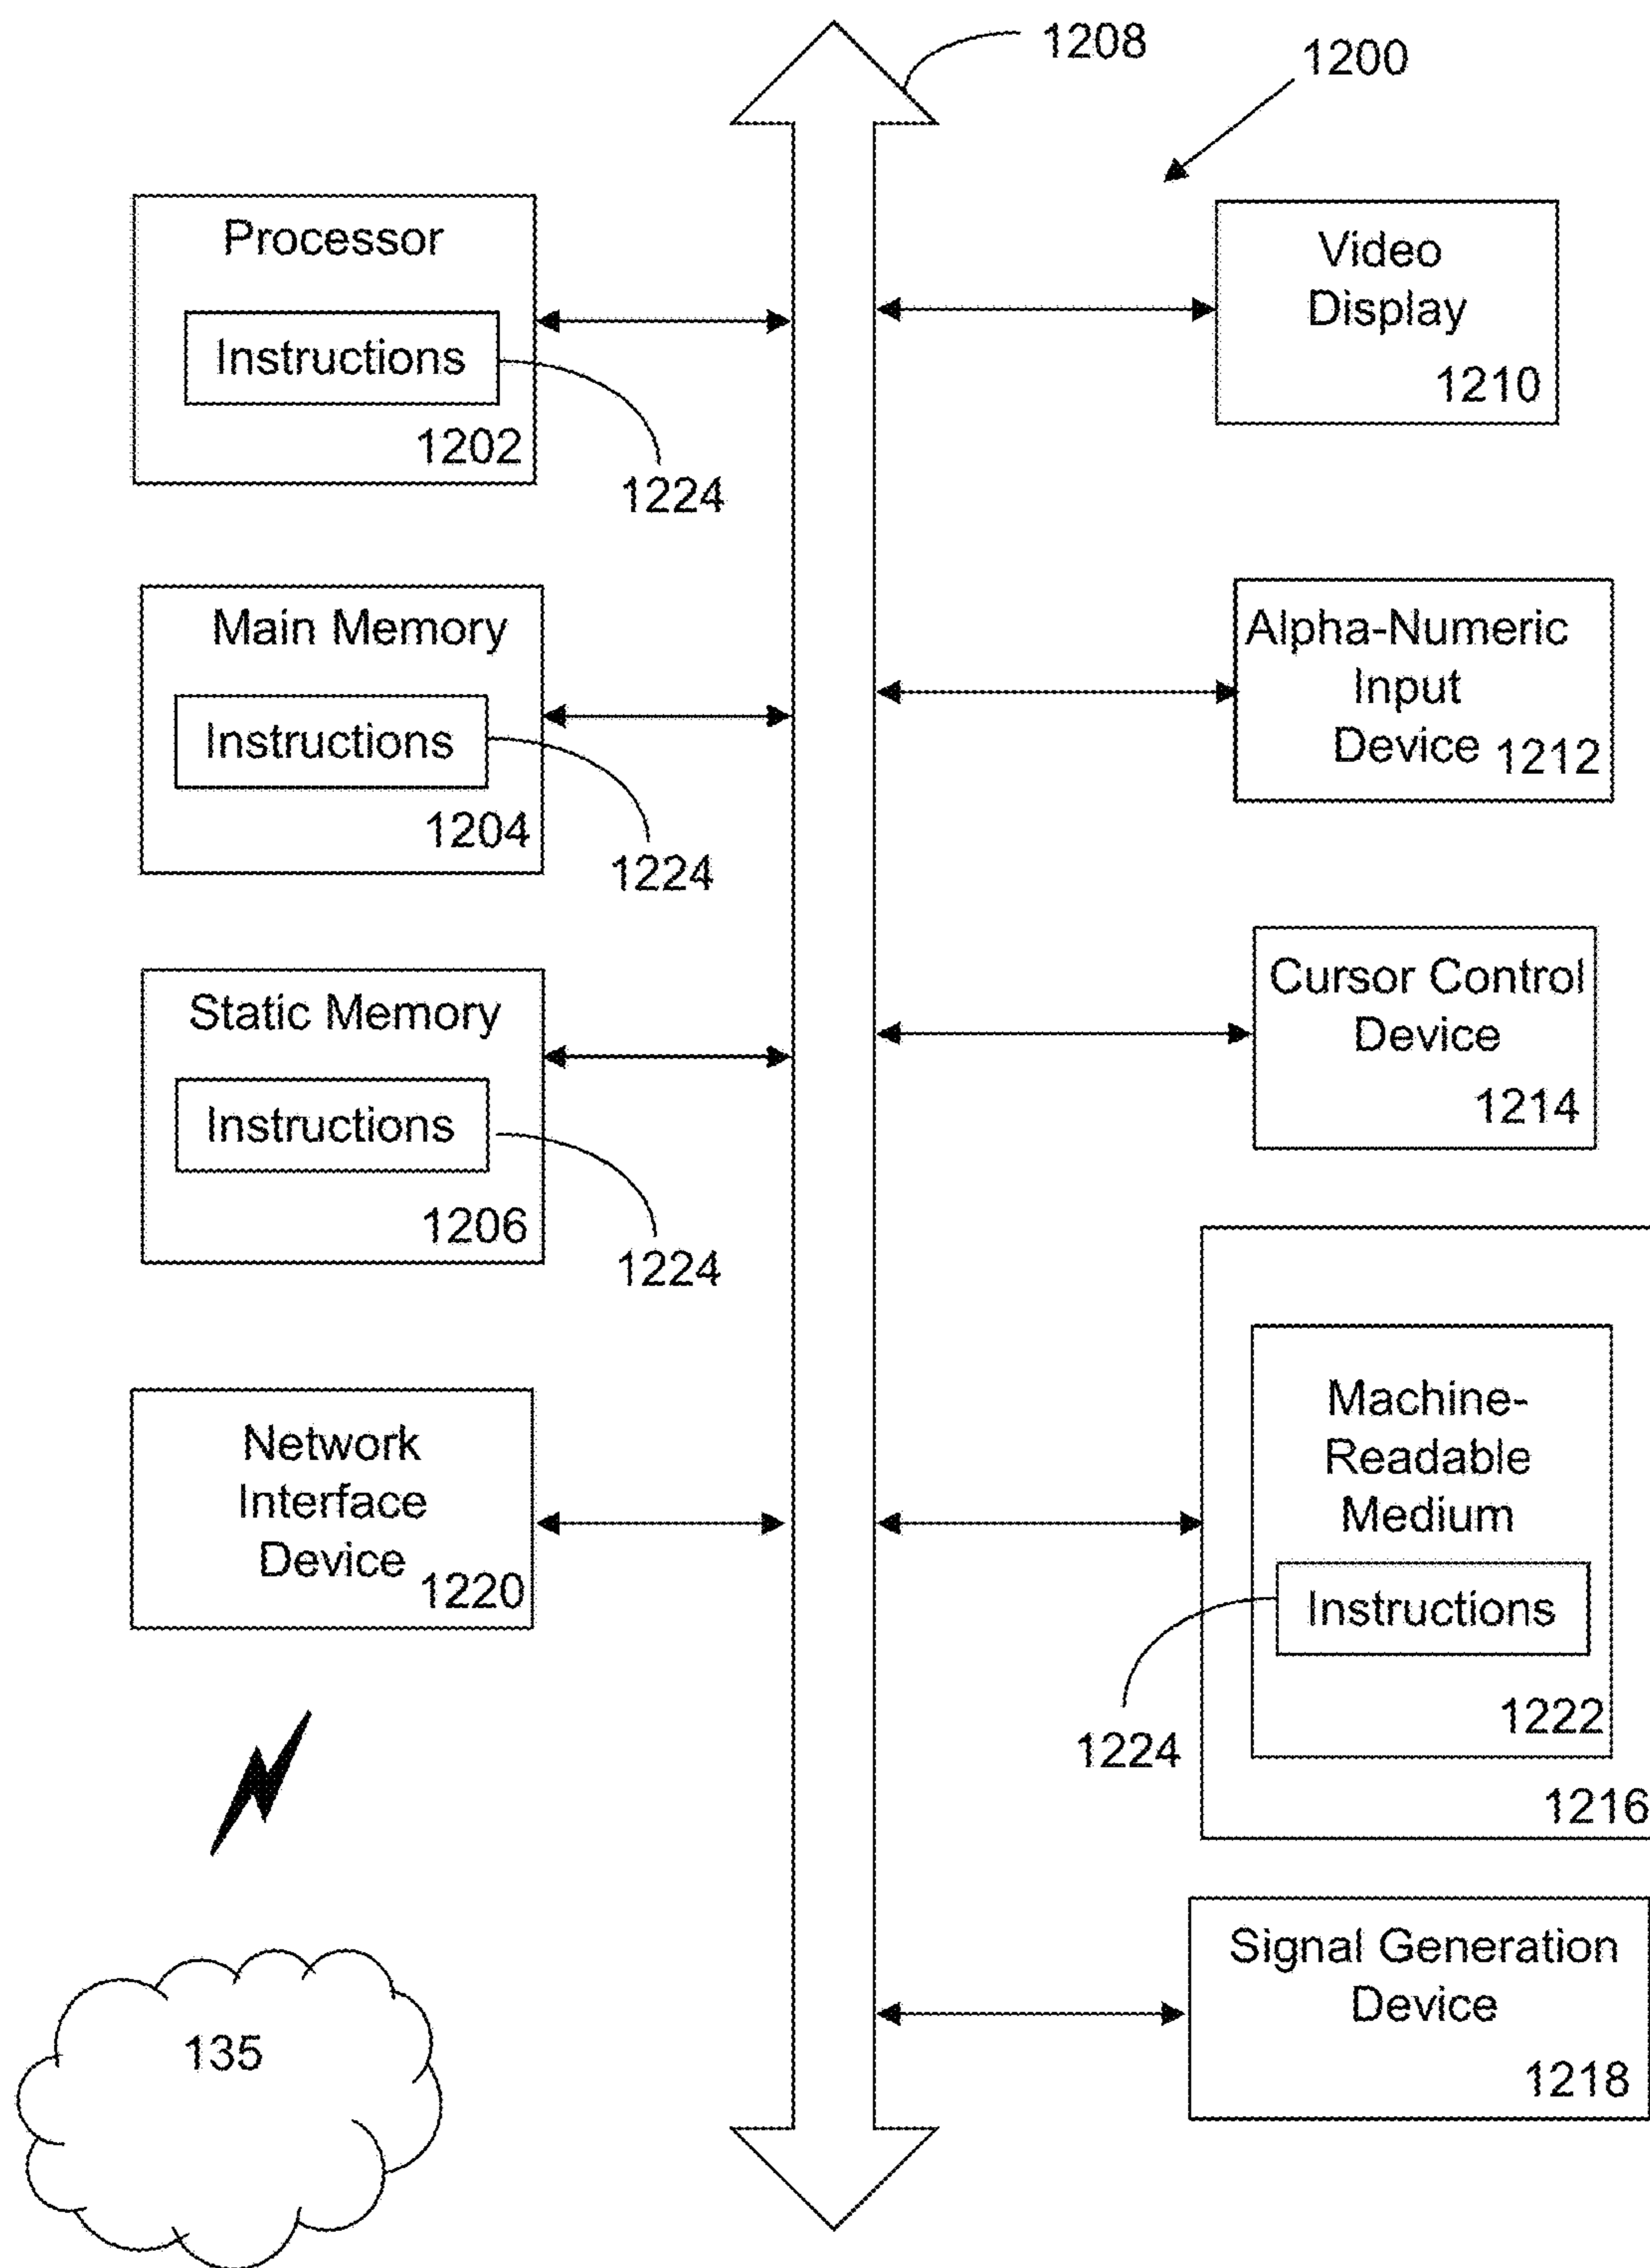 1208
1200
Processor
Instructions
1202
1224
Video
Display
1210
Main Memory
Instructions
1204
1224
Alpha-Numeric
Input
Device 1212
Static Memory
Instructions
1206
1224
Cursor Control
Device
1214
Network
Interface
Device
1220
Machine-
Readable
Medium
Instructions
1222
1224
1216
135
Signal Generation
Device
1218